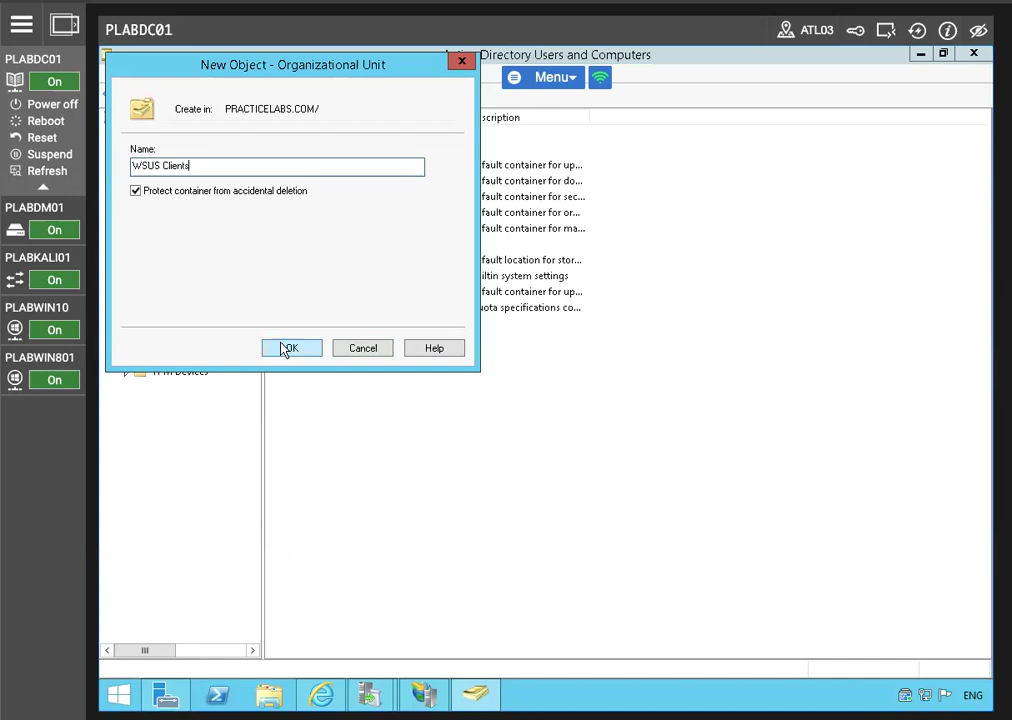 PLABDC01
ATL03
PLABDC01
On
Power off
Reboot
Reset
Suspend
Refresh
PLABDM01
On
PLABKALI01
On
PLABWIN10
On
PLABWIN801
On
Directory Users and Computers
Menu
New Object - Organizational Unit
Create in: PRACTICELABS.COM/
Name:
WSUS Clients
Protect container from accidental deletion
OK
Cancel
Help
scription
fault container for up...
fault container for do...
fault container for sec...
fault container for or...
fault container for ma...
fault location for stor...
iltin system settings
fault container for up...
ota specifications co...
ENG